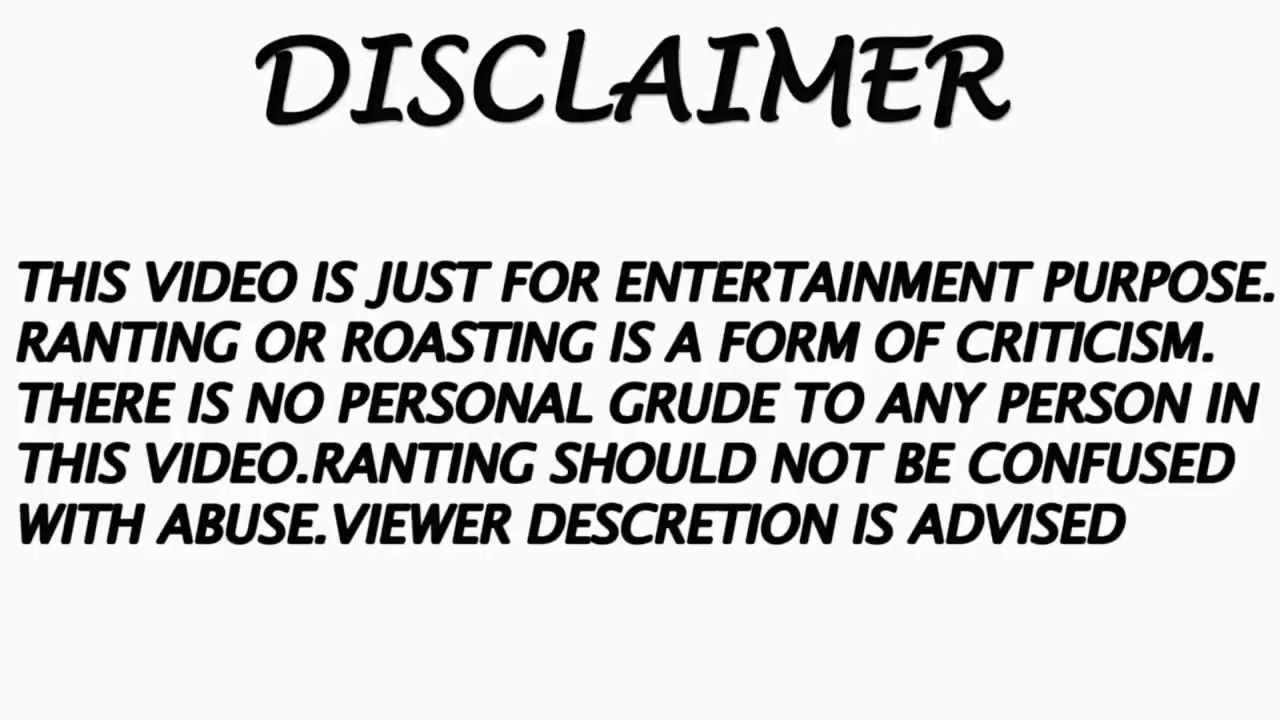 DISCLAIMER
THIS VIDEO IS JUST FOR ENTERTAINMENT PURPOSE.
RANTING OR ROASTING IS A FORM OF CRITICISM.
THERE IS NO PERSONAL GRUDE TO ANY PERSON IN
THIS VIDEO.RANTING SHOULD NOT BE CONFUSED
WITH ABUSE.VIEWER DESCRETION IS ADVISED